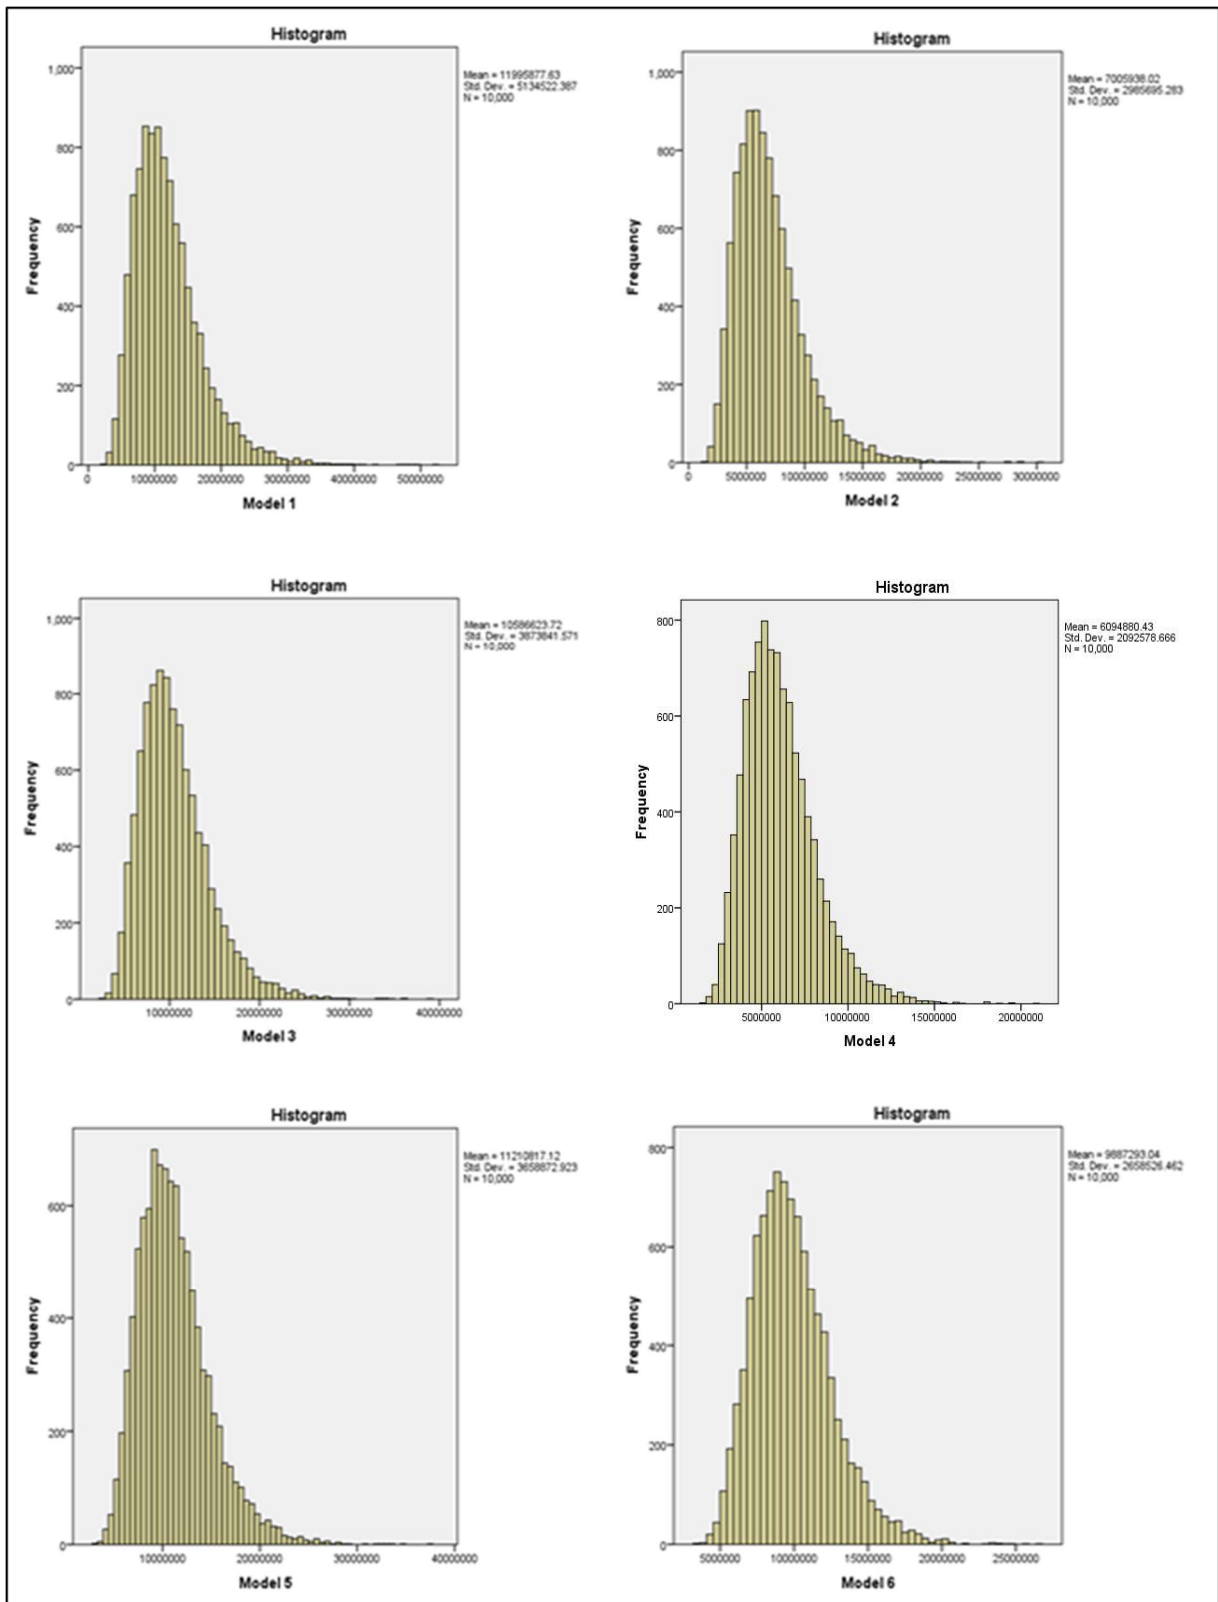 Histogram
Mean = 11995877.63
Std. Dev. = 5134522.387
N = 10,000
1,000
800
600
400
200
0
Frequency
0 10000000 20000000 30000000 40000000 50000000
Model 1
Histogram
Mean = 7005938.02
Std. Dev. = 2985695.283
N = 10,000
1,000
800
600
400
200
0
Frequency
0 5000000 10000000 15000000 20000000 25000000 30000000
Model 2
Histogram
Mean = 10586623.72
Std. Dev. = 3873841.571
N = 10,000
1,000
800
600
400
200
0
Frequency
10000000 20000000 30000000 40000000
Model 3
Histogram
Mean = 6094880.43
Std. Dev. = 2092578.666
N = 10,000
800
600
400
200
0
Frequency
5000000 10000000 15000000 20000000
Model 4
Histogram
Mean = 11210817.12
Std. Dev. = 3658872.923
N = 10,000
600
400
200
0
Frequency
10000000 20000000 30000000 40000000
Model 5
Histogram
Mean = 9887293.04
Std. Dev. = 2658526.462
N = 10,000
800
600
400
200
0
Frequency
5000000 10000000 15000000 20000000 25000000
Model 6